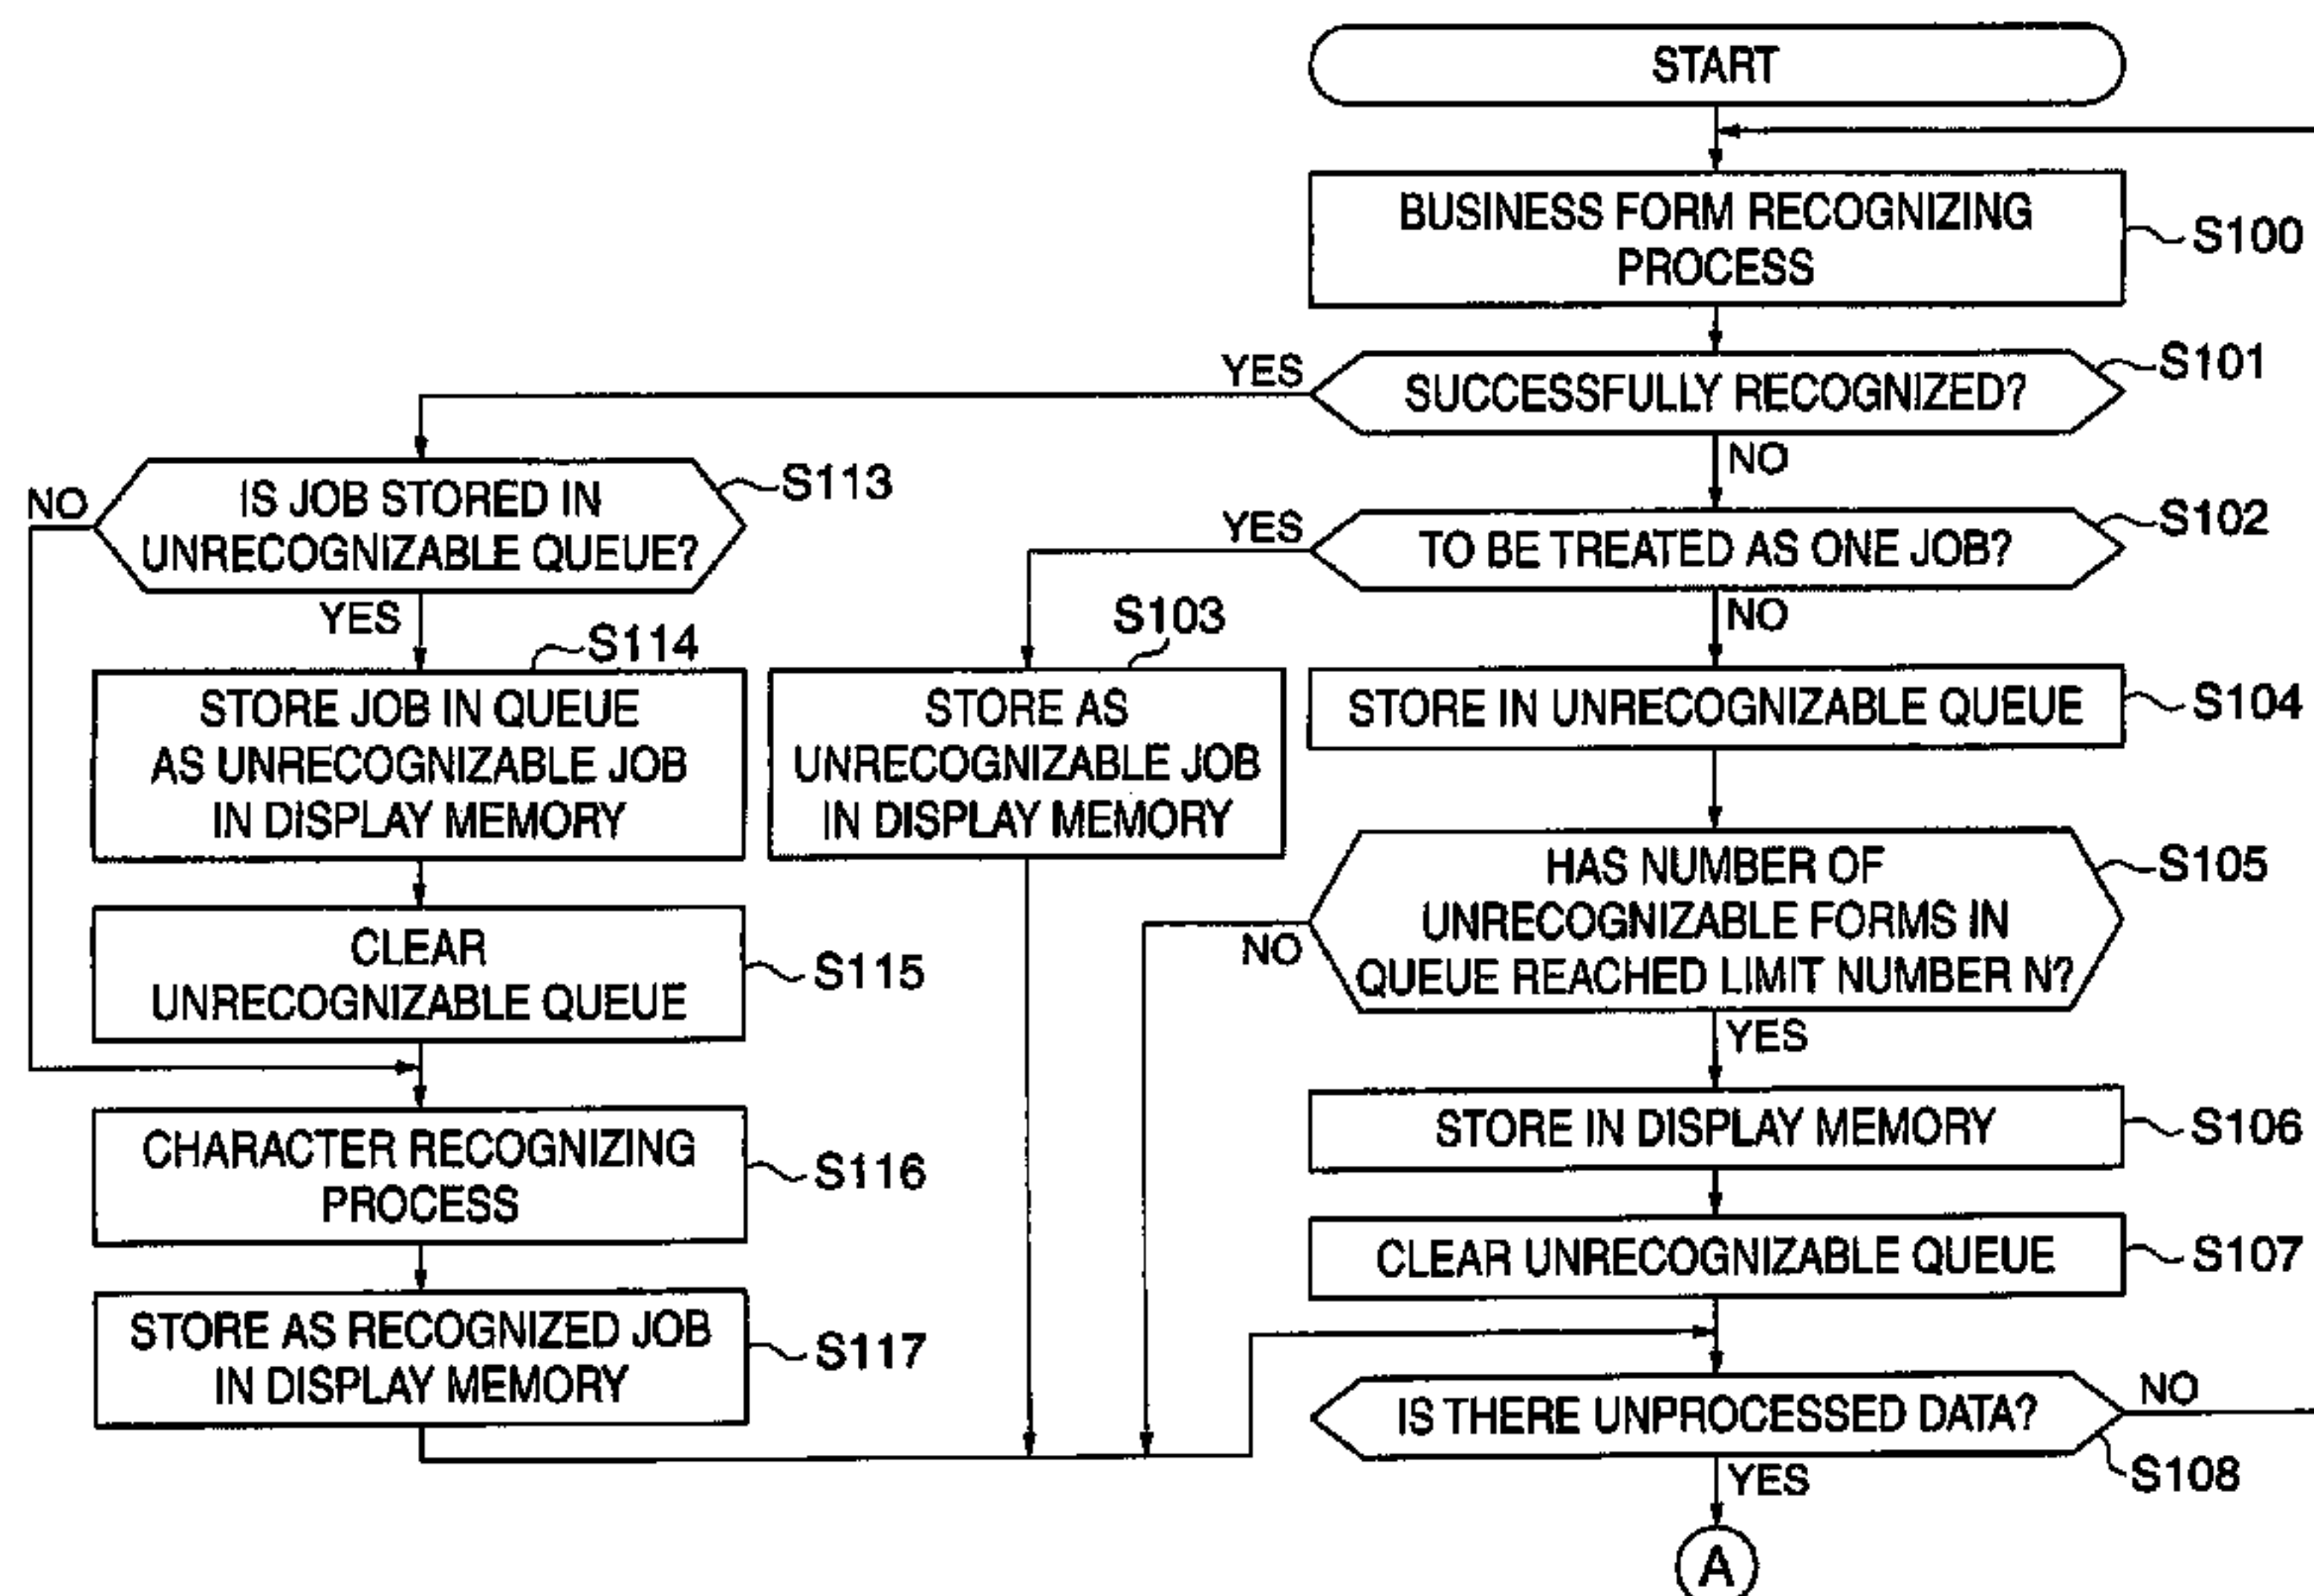 START
BUSINESS FORM RECOGNIZING
PROCESS
S100
YES
SUCCESSFULLY RECOGNIZED?
S101
NO
NO
IS JOB STORED IN
UNRECOGNIZABLE QUEUE?
S113
YES
TO BE TREATED AS ONE JOB?
S102
YES
NO
S114
STORE JOB IN QUEUE
AS UNRECOGNIZABLE JOB
IN DISPLAY MEMORY
S103
STORE AS
UNRECOGNIZABLE JOB
IN DISPLAY MEMORY
STORE IN UNRECOGNIZABLE QUEUE
S104
HAS NUMBER OF
UNRECOGNIZABLE FORMS IN
QUEUE REACHED LIMIT NUMBER N?
S105
NO
YES
CLEAR
UNRECOGNIZABLE QUEUE
S115
STORE IN DISPLAY MEMORY
S106
CHARACTER RECOGNIZING
PROCESS
S116
CLEAR UNRECOGNIZABLE QUEUE
S107
STORE AS RECOGNIZED JOB
IN DISPLAY MEMORY
S117
IS THERE UNPROCESSED DATA?
NO
S108
YES
A